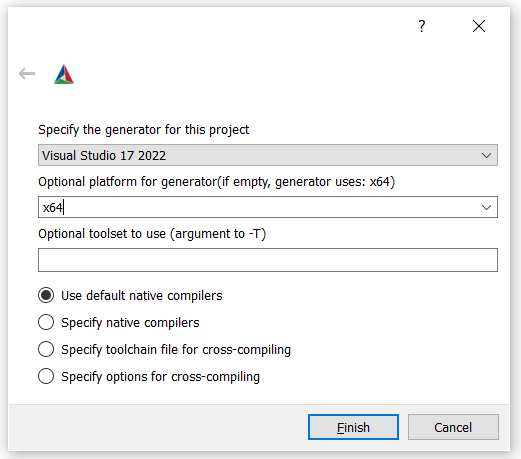 ?
Specify the generator for this project
Visual Studio 17 2022
Optional platform for generator(if empty, generator uses: x64)
x64
Optional toolset to use (argument to -T)
Use default native compilers
Specify native compilers
Specify toolchain file for cross-compiling
Specify options for cross-compiling
Finish
Cancel